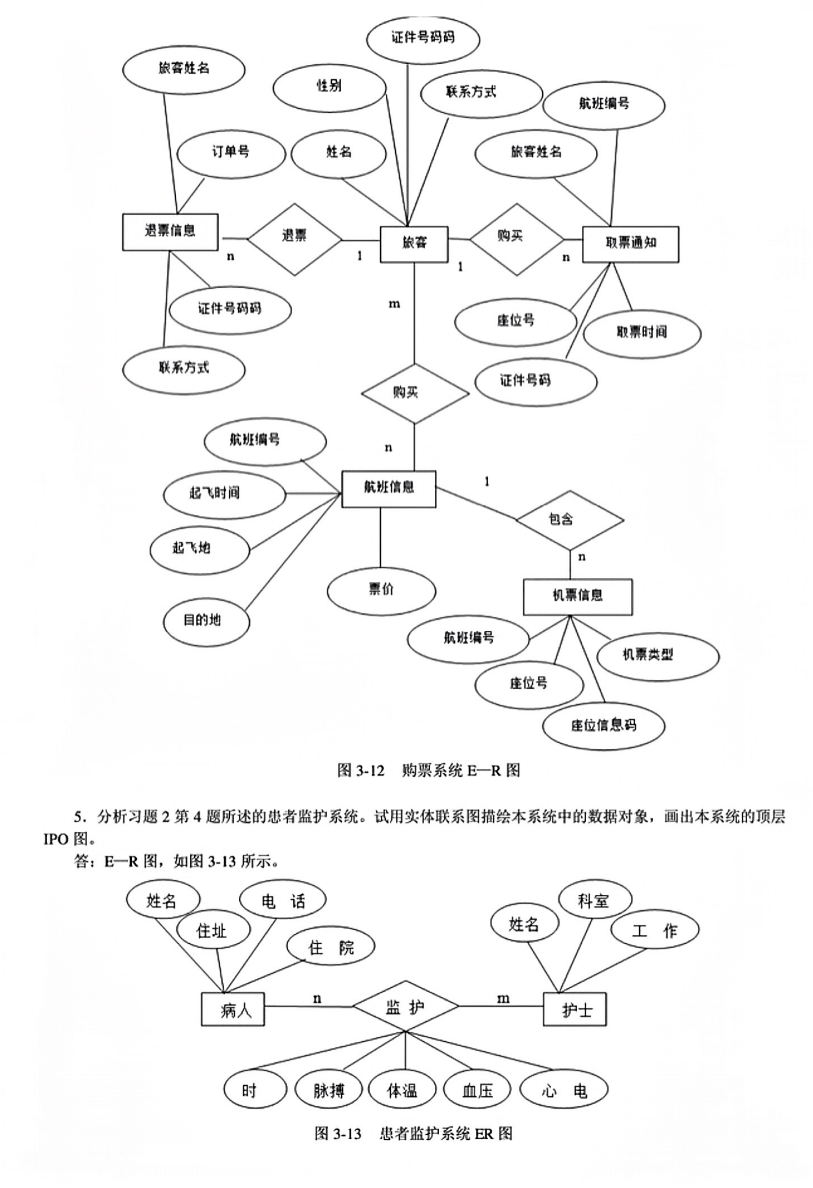 证件号码码
旅客姓名
性别
联系方式
航班编号
订单号
姓名
旅客姓名
退票信息
退票
旅客
购买
取票通知
n
1
1
n
证件号码码
m
座位号
取票时间
联系方式
购买
证件号码
航班编号
n
航班信息
1
起飞时间
包含
起飞地
n
票价
机票信息
目的地
航班编号
机票类型
座位号
座位信息码
图 3-12 购票系统 E—R 图
5．分析习题 2 第 4 题所述的患者监护系统。试用实体联系图描绘本系统中的数据对象，画出本系统的顶层
IPO 图。
答：E—R 图，如图 3-13 所示。
姓名
电 话
科室
住址
姓名
工 作
住 院
病人
n
监 护
m
护士
时
脉搏
体温
血压
心 电
图 3-13 患者监护系统 ER 图